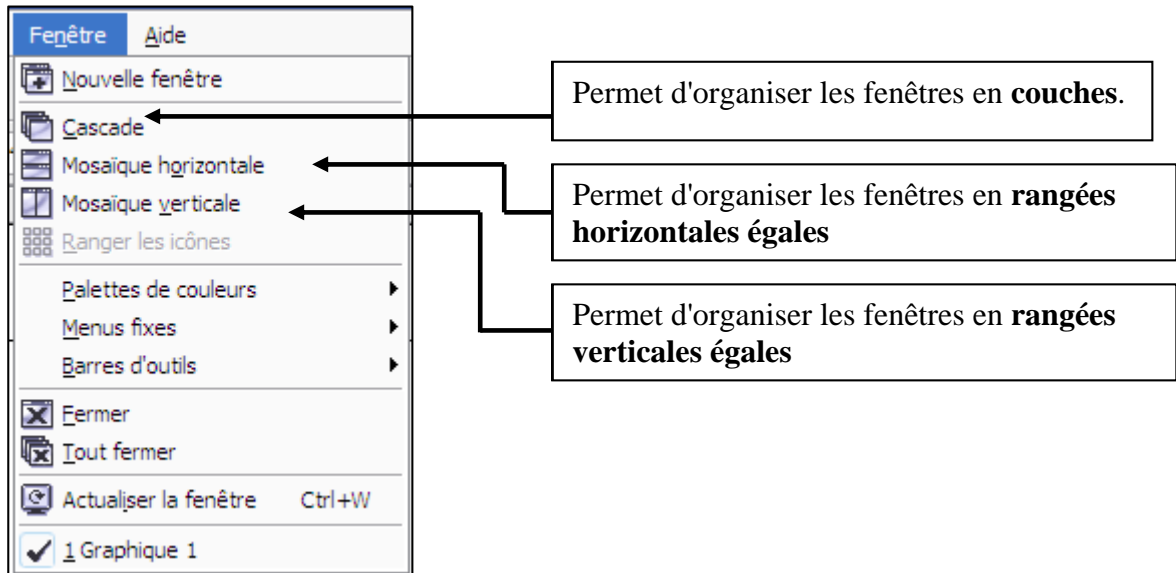 Fenêtre Aide
Nouvelle fenêtre
Cascade
Mosaïque horizontale
Mosaïque verticale
Ranger les icônes
Palettes de couleurs
Menus fixes
Barres d'outils
Fermer
Tout fermer
Actualiser la fenêtre Ctrl+W
1 Graphique 1
Permet d'organiser les fenêtres en couches.
Permet d'organiser les fenêtres en rangées
horizontales égales
Permet d'organiser les fenêtres en rangées
verticales égales